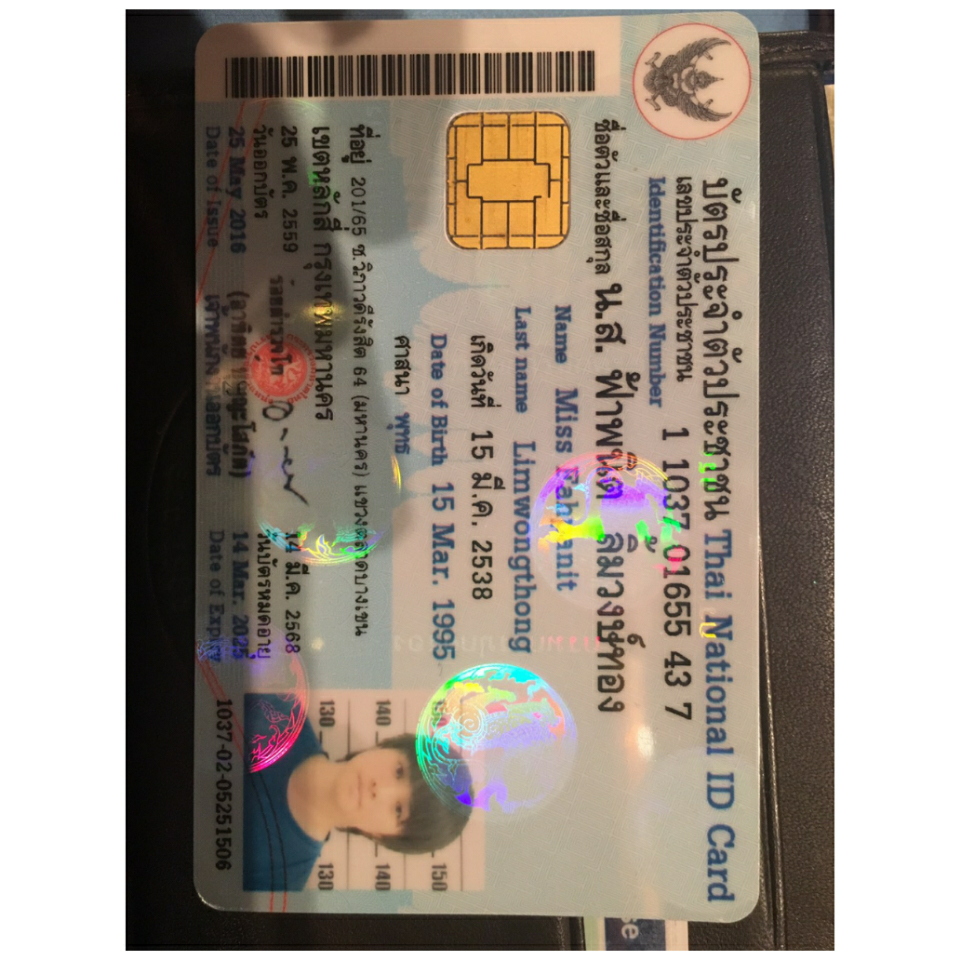 บัตรประจำตัวประชาชน Thai National ID Card
เลขประจำตัวประชาชน 1 1037 01655 43 7
Identification Number
ชื่อตัวและชื่อสกุล น.ส. ฟ้าพนิต ลิ้มวงษ์ทอง
Name Miss Fahpanit
Last name Limwongthong
เกิดวันที่ 15 มี.ค. 2538
Date of Birth 15 Mar. 1995
ศาสนา พุทธ
ที่อยู่ 201/65 ซ.วิภาวดีรังสิต 64 (มหานคร) แขวงตลาดบางเขน
เขตหลักสี่ กรุงเทพมหานคร
25 พ.ค. 2559
วันออกบัตร
25 May 2016
Date of Issue
เจ้าพนักงานออกบัตร
14 มี.ค. 2568
วันบัตรหมดอายุ
14 Mar. 2025
Date of Expiry
150
140
130
150
140
130
1037-02-05251506
se